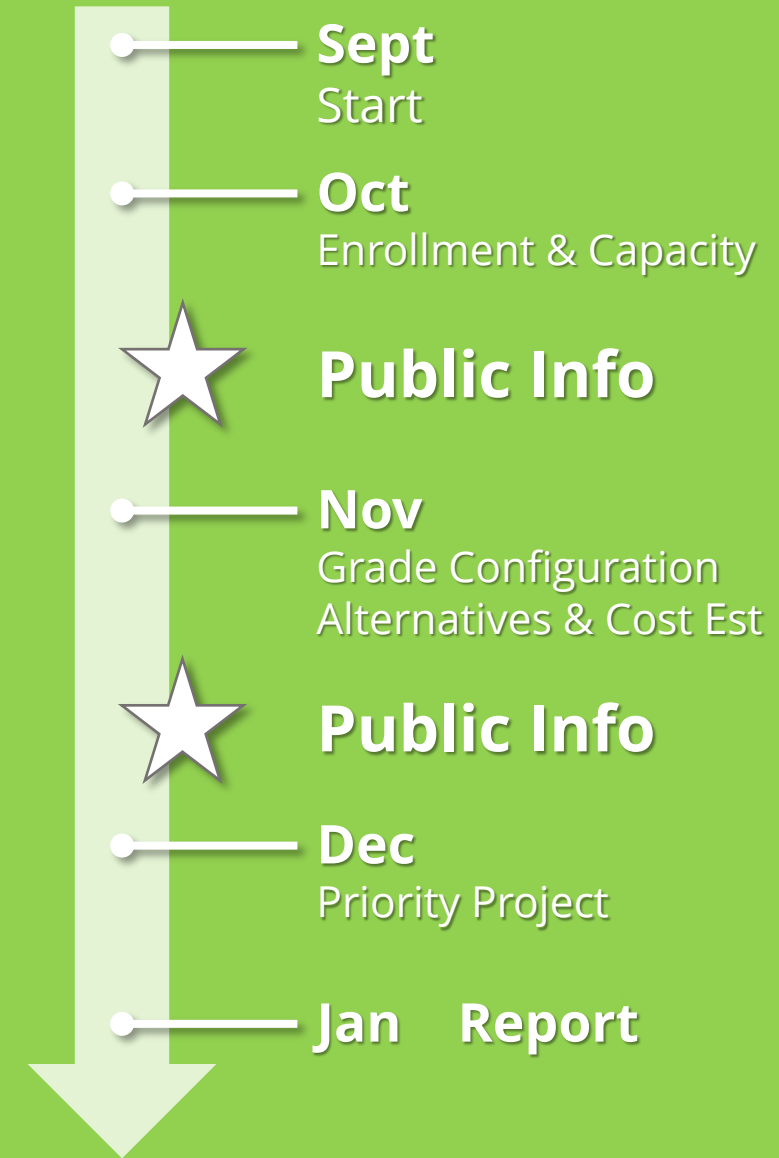 Sept
Start
Oct
Enrollment & Capacity
Public Info
Nov
Grade Configuration
Alternatives & Cost Est
Public Info
Dec
Priority Project
Jan Report